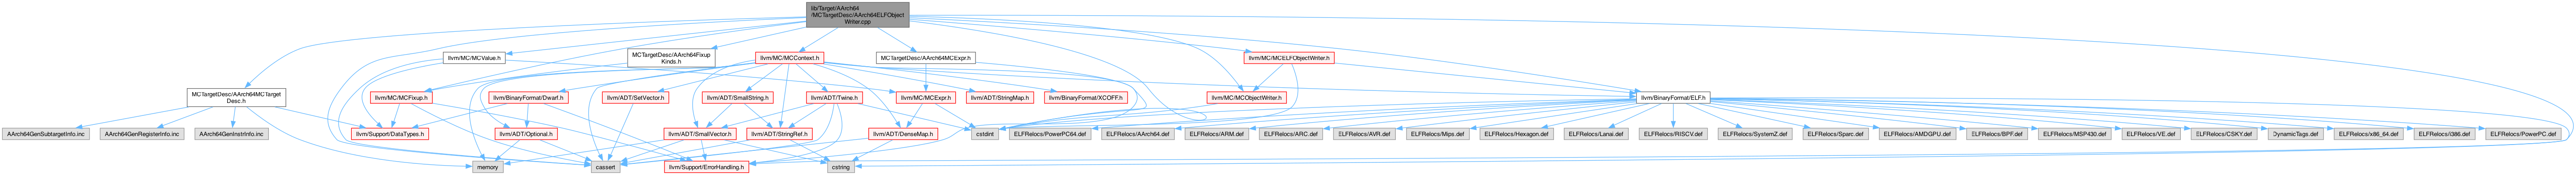 lib/Target/AArch64
/MCTargetDesc/AArch64ELFObject
Writer.cpp
llvm/MC/MCValue.h
MCTargetDesc/AArch64Fixup
Kinds.h
llvm/MC/MCContext.h
MCTargetDesc/AArch64MCExpr.h
llvm/MC/MCELFObjectWriter.h
MCTargetDesc/AArch64MCTarget
Desc.h
llvm/MC/MCFixup.h
llvm/BinaryFormat/Dwarf.h
llvm/ADT/SetVector.h
llvm/ADT/SmallString.h
llvm/ADT/Twine.h
llvm/MC/MCExpr.h
llvm/ADT/StringMap.h
llvm/BinaryFormat/XCOFF.h
llvm/MC/MCObjectWriter.h
llvm/BinaryFormat/ELF.h
AArch64GenSubtargetInfo.inc
AArch64GenRegisterInfo.inc
AArch64GenInstrInfo.inc
llvm/Support/DataTypes.h
llvm/ADT/Optional.h
llvm/ADT/SmallVector.h
llvm/ADT/StringRef.h
llvm/ADT/DenseMap.h
cstdint
ELFRelocs/PowerPC64.def
ELFRelocs/AArch64.def
ELFRelocs/ARM.def
ELFRelocs/ARC.def
ELFRelocs/AVR.def
ELFRelocs/Mips.def
ELFRelocs/Hexagon.def
ELFRelocs/Lanai.def
ELFRelocs/RISCV.def
ELFRelocs/SystemZ.def
ELFRelocs/Sparc.def
ELFRelocs/AMDGPU.def
ELFRelocs/BPF.def
ELFRelocs/MSP430.def
ELFRelocs/VE.def
ELFRelocs/CSKY.def
DynamicTags.def
ELFRelocs/x86_64.def
ELFRelocs/i386.def
ELFRelocs/PowerPC.def
memory
cassert
llvm/Support/ErrorHandling.h
cstring